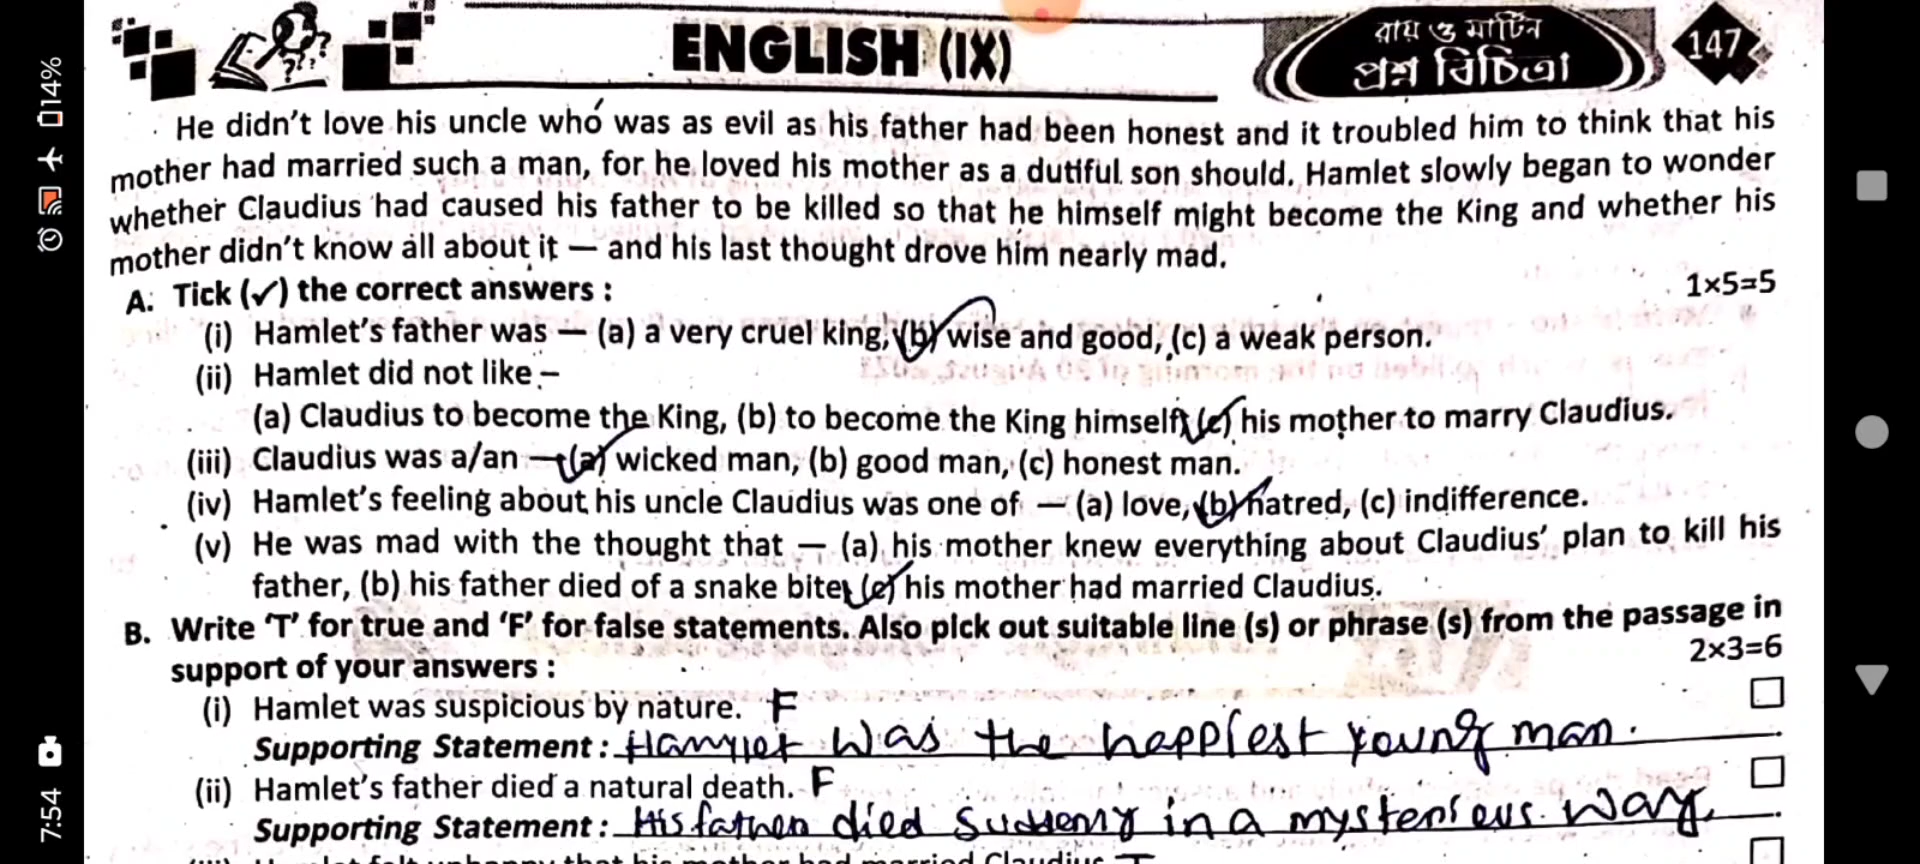 14%
7:54
ENGLISH (IX)
রায় ও মার্টিন
প্রশ্ন বিচিত্রা
147
He didn't love his uncle who was as evil as his father had been honest and it troubled him to think that his
mother had married such a man, for he loved his mother as a dutiful son should. Hamlet slowly began to wonder
whether Claudius had caused his father to be killed so that he himself might become the King and whether his
mother didn't know all about it — and his last thought drove him nearly mad.
A. Tick (✓) the correct answers : 1×5=5
(i) Hamlet's father was — (a) a very cruel king, (b) wise and good, (c) a weak person.
(ii) Hamlet did not like –
(a) Claudius to become the King, (b) to become the King himself, (c) his mother to marry Claudius.
(iii) Claudius was a/an — (a) wicked man, (b) good man, (c) honest man.
(iv) Hamlet's feeling about his uncle Claudius was one of — (a) love, (b) hatred, (c) indifference.
(v) He was mad with the thought that — (a) his mother knew everything about Claudius' plan to kill his
father, (b) his father died of a snake bite, (c) his mother had married Claudius.
B. Write 'T' for true and 'F' for false statements. Also pick out suitable line (s) or phrase (s) from the passage in
support of your answers : 2×3=6
(i) Hamlet was suspicious by nature. F
Supporting Statement : Hamlet was the happiest young man.
(ii) Hamlet's father died a natural death. F
Supporting Statement : His father died suddenly in a mysterious way.
that his mother had married Claudius T